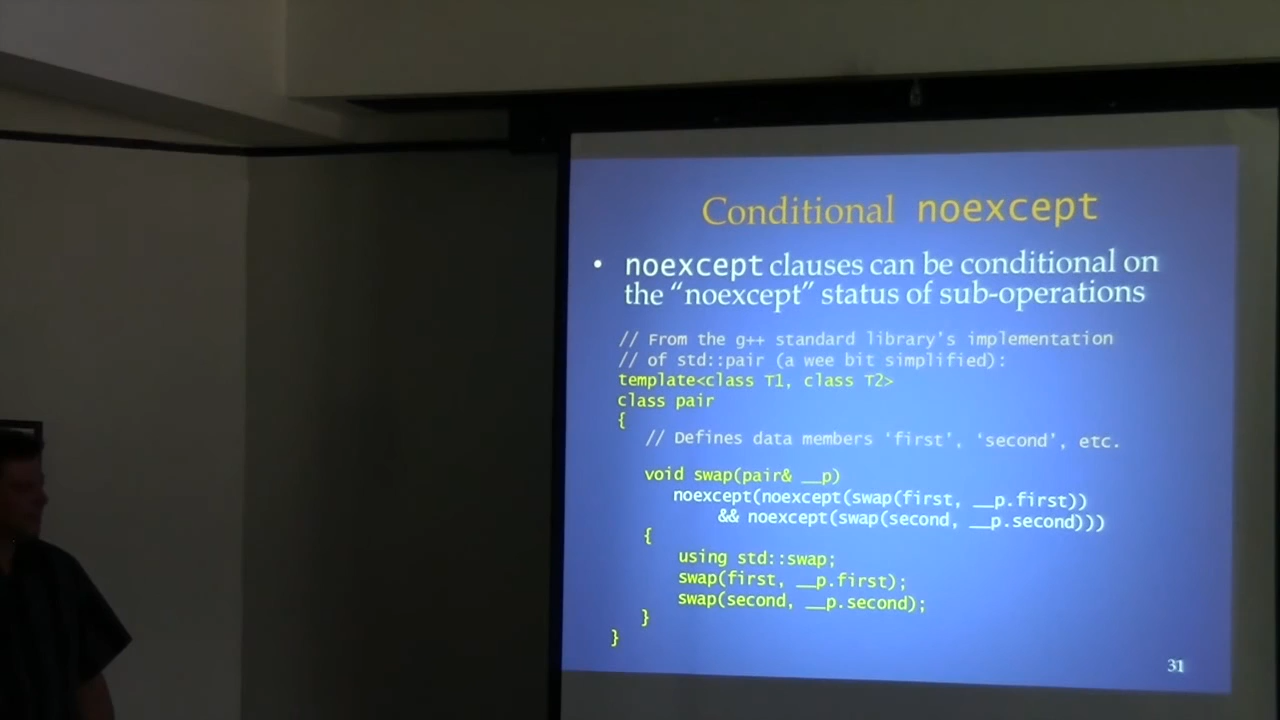 Conditional noexcept
• noexcept clauses can be conditional on
the “noexcept” status of sub-operations
// From the g++ standard library’s implementation
// of std::pair (a wee bit simplified):
template<class T1, class T2>
class pair
{
// Defines data members ‘first’, ‘second’, etc.
void swap(pair& __p)
noexcept(noexcept(swap(first, __p.first))
&& noexcept(swap(second, __p.second)))
{
using std::swap;
swap(first, __p.first);
swap(second, __p.second);
}
}
31